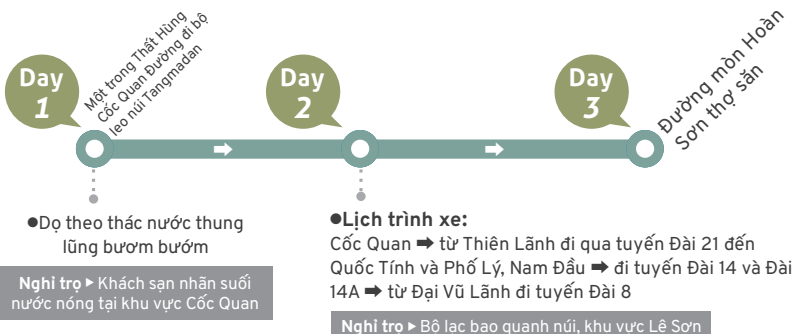 Day
1
Một trong Thất Hùng
Cốc Quan Đường đi bộ
leo núi Tangmadan
Day
2
Day
3
Đường mòn Hoàn
Sơn thợ săn
●Dọ theo thác nước thung
lũng bươm bướm
Nghỉ trọ ▸ Khách sạn nhãn suối
nước nóng tại khu vực Cốc Quan
●Lịch trình xe:
Cốc Quan ➡ từ Thiên Lãnh đi qua tuyến Đài 21 đến
Quốc Tính và Phố Lý, Nam Đầu ➡ đi tuyến Đài 14 và Đài
14A ➡ từ Đại Vũ Lãnh đi tuyến Đài 8
Nghỉ trọ ▸ Bộ lạc bao quanh núi, khu vực Lê Sơn